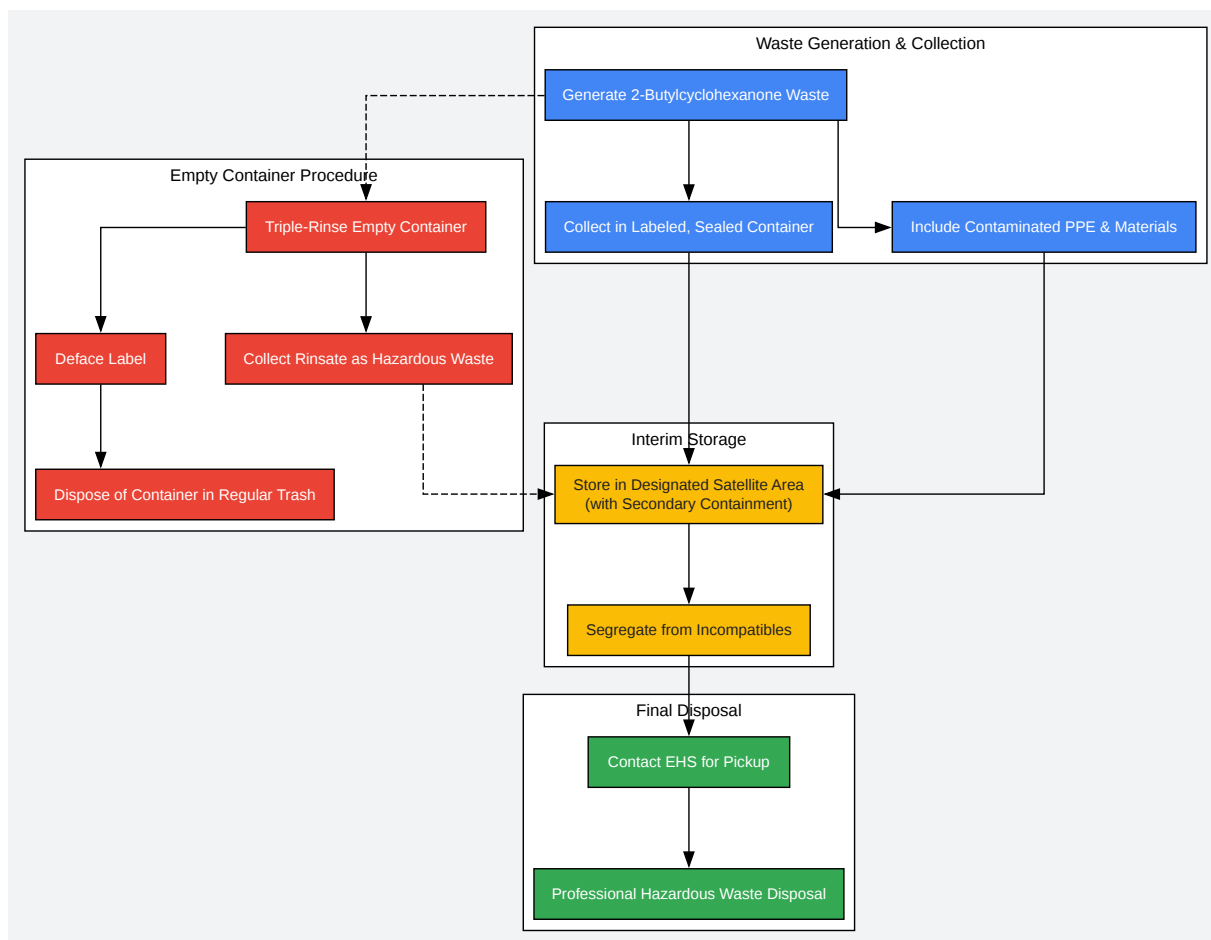 Waste Generation & Collection
Generate 2-Butylcyclohexanone Waste
Empty Container Procedure
Triple-Rinse Empty Container
Collect in Labeled, Sealed Container
Include Contaminated PPE & Materials
Deface Label
Collect Rinsate as Hazardous Waste
Interim Storage
Store in Designated Satellite Area
(with Secondary Containment)
Dispose of Container in Regular Trash
Segregate from Incompatibles
Final Disposal
Contact EHS for Pickup
Professional Hazardous Waste Disposal